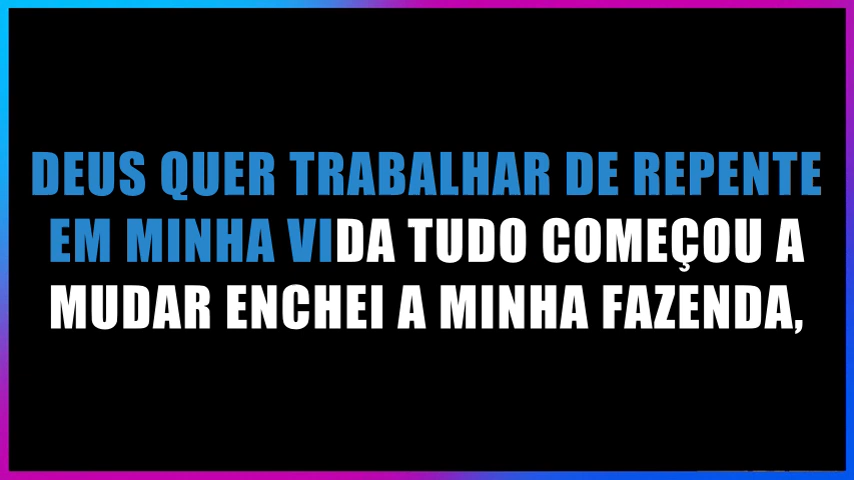 DEUS QUER TRABALHAR DE REPENTE
EM MINHA VIDA TUDO COMEÇOU A
MUDAR ENCHEI A MINHA FAZENDA,